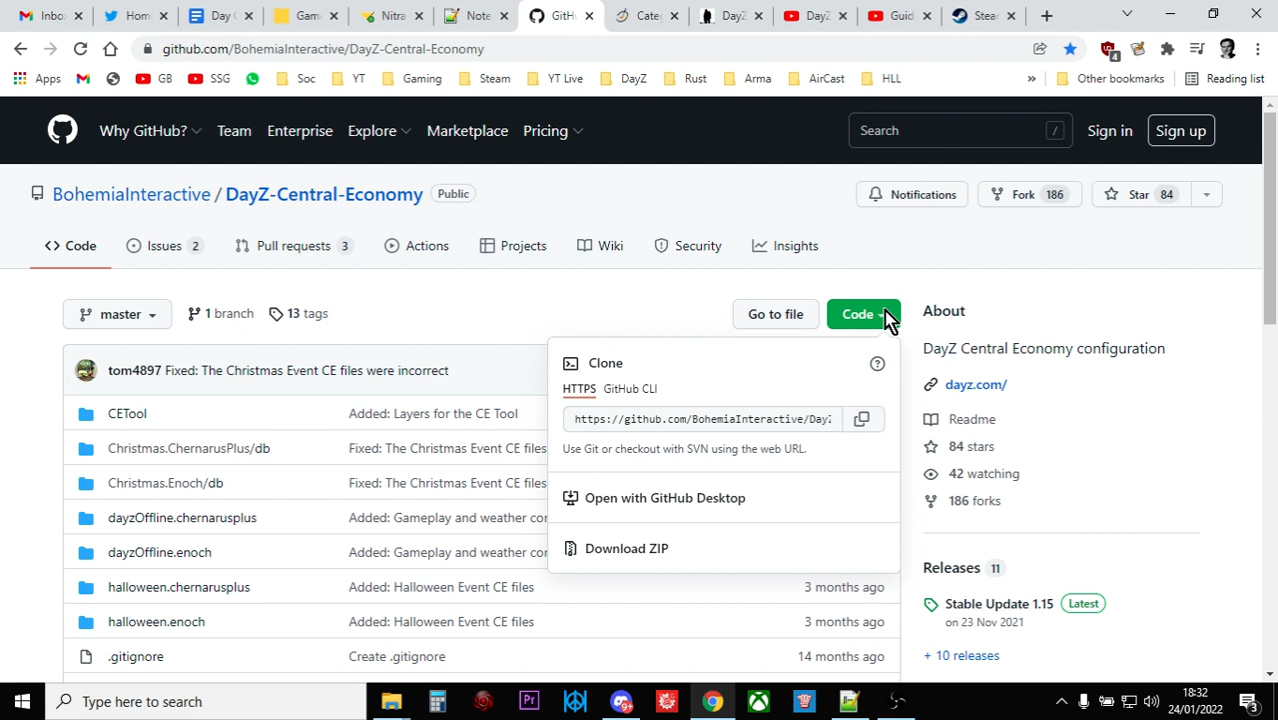 Inbo
Hom
Day C
Gam
Nitra
Note
GitHu
Cate
DayZ
DayZ
Guid
Stear
github.com/BohemiaInteractive/DayZ-Central-Economy
4
Apps
GB
SSG
Soc
YT
Gaming
Steam
YT Live
DayZ
Rust
Arma
AirCast
HLL
»
Other bookmarks
Reading list
Why GitHub?
Team
Enterprise
Explore
Marketplace
Pricing
Search
/
Sign in
Sign up
BohemiaInteractive / DayZ-Central-Economy
Public
Notifications
Fork 186
Star 84
Code
Issues 2
Pull requests 3
Actions
Projects
Wiki
Security
Insights
master
1 branch
13 tags
Go to file
Code
About
DayZ Central Economy configuration
dayz.com/
Readme
84 stars
42 watching
186 forks
Releases 11
Stable Update 1.15 Latest
on 23 Nov 2021
+ 10 releases
Clone
HTTPS GitHub CLI
https://github.com/BohemiaInteractive/Day
Use Git or checkout with SVN using the web URL.
Open with GitHub Desktop
Download ZIP
tom4897 Fixed: The Christmas Event CE files were incorrect
CETool Added: Layers for the CE Tool
Christmas.ChernarusPlus/db Fixed: The Christmas Event CE files
Christmas.Enoch/db Fixed: The Christmas Event CE files
dayzOffline.chernarusplus Added: Gameplay and weather cor
dayzOffline.enoch Added: Gameplay and weather cor
halloween.chernarusplus Added: Halloween Event CE files 3 months ago
halloween.enoch Added: Halloween Event CE files 3 months ago
.gitignore Create .gitignore 14 months ago
Type here to search
Pr
9+
18:32
24/01/2022
3